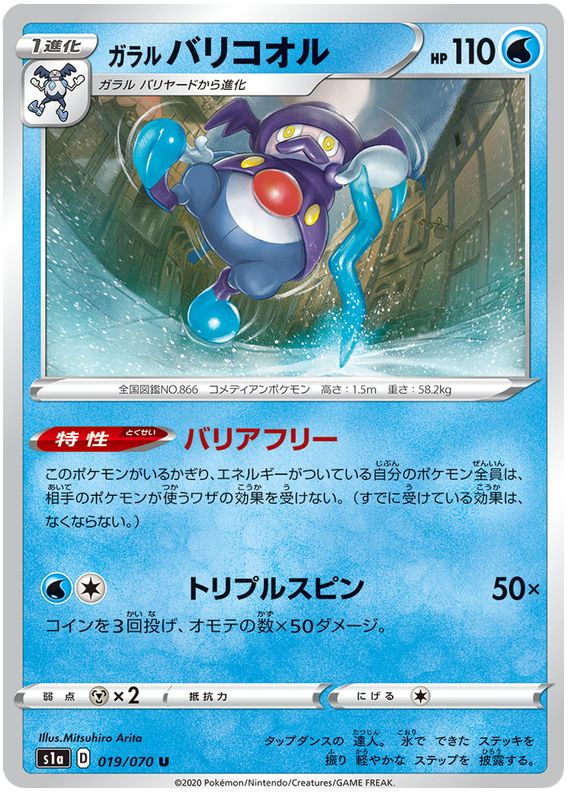 1進化
ガラル バリコオル
HP 110
ガラル バリヤードから進化
全国図鑑NO.866 コメディアンポケモン 高さ：1.5m 重さ：58.2kg
特性 とくせい バリアフリー
このポケモンがいるかぎり、エネルギーがついている自分のポケモン全員は、
相手のポケモンが使うワザの効果を受けない。（すでに受けている効果は、
なくならない。）
トリプルスピン 50×
コインを3回投げ、オモテの数×50ダメージ。
弱点 ×2 抵抗力 にげる
Illus.Mitsuhiro Arita
s1a D 019/070 U
タップダンスの 達人。 氷で できた ステッキを
振り 軽やかな ステップを 披露する。
©2020 Pokémon/Nintendo/Creatures/GAME FREAK.